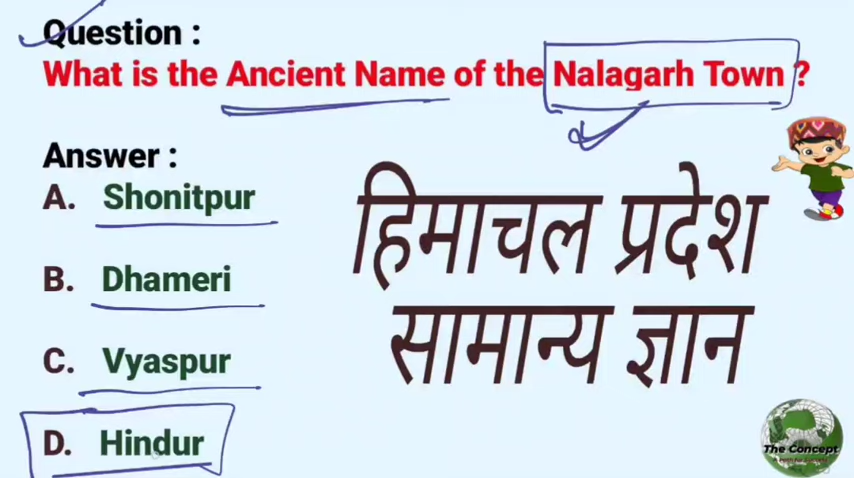 Question :
What is the Ancient Name of the Nalagarh Town ?
Answer :
A. Shonitpur
B. Dhameri
C. Vyaspur
D. Hindur
हिमाचल प्रदेश
सामान्य ज्ञान
The Concept